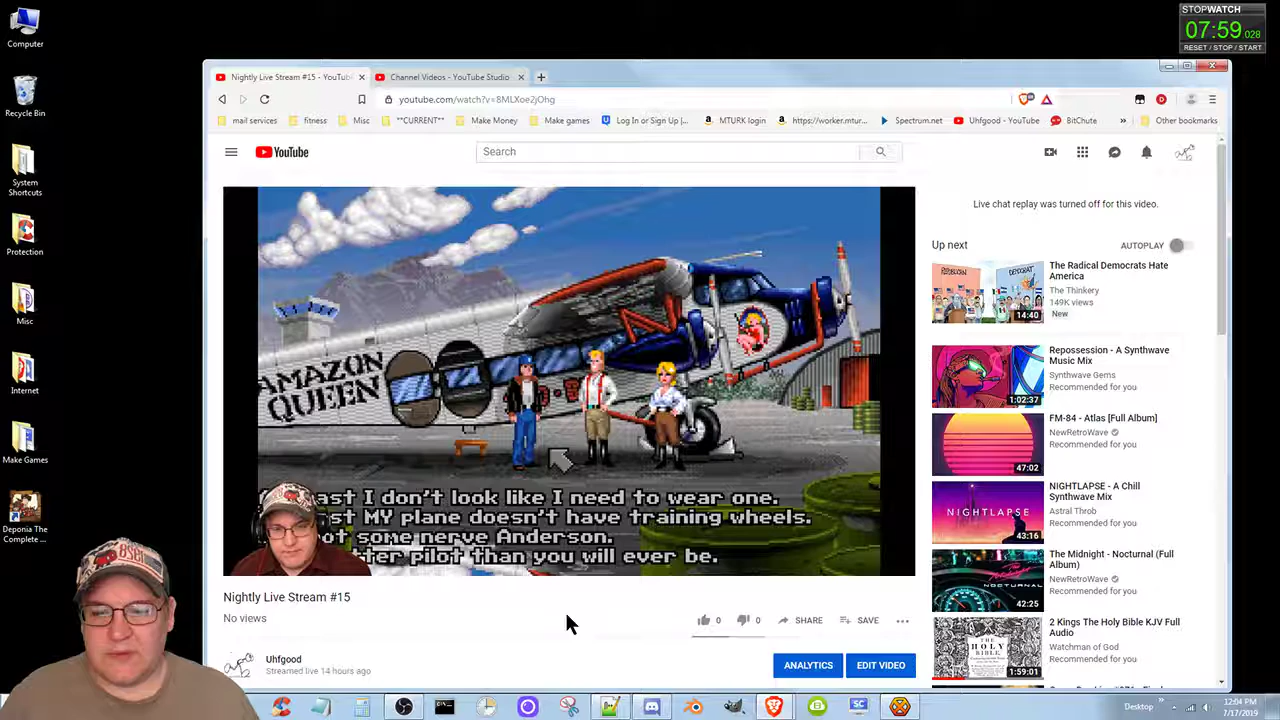 STOPWATCH
07:59.028
RESET / STOP / START
Computer
Recycle Bin
System
Shortcuts
Protection
Misc
Internet
Make Games
Deponia The
Complete ...
Nightly Live Stream #15 - YouTube
Channel Videos - YouTube Studio
youtube.com/watch?v=8MLXoe2jOhg
mail services
fitness
Misc
**CURRENT**
Make Money
Make games
Log In or Sign Up |...
MTURK login
https://worker.mtur...
Spectrum.net
Uhfgood - YouTube
BitChute
»
Other bookmarks
YouTube
Search
Live chat replay was turned off for this video.
Up next
AUTOPLAY
REPUBLICAN
DEMOCRAT
14:40
The Radical Democrats Hate
America
The Thinkery
149K views
New
1:02:37
Repossession - A Synthwave
Music Mix
Synthwave Gems
Recommended for you
47:02
FM-84 - Atlas [Full Album]
NewRetroWave
Recommended for you
NIGHTLAPSE
43:16
NIGHTLAPSE - A Chill
Synthwave Mix
Astral Throb
Recommended for you
42:25
The Midnight - Nocturnal (Full
Album)
NewRetroWave
Recommended for you
THE
HOLY
BIBLE
1:59:01
2 Kings The Holy Bible KJV Full
Audio
Watchman of God
Recommended for you
AMAZON
QUEEN
ast I don't look like I need to wear one.
st MY plane doesn't have training wheels.
ot some nerve Anderson.
tter pilot than you will ever be.
Nightly Live Stream #15
No views
0
0
SHARE
SAVE
Uhfgood
Streamed live 14 hours ago
ANALYTICS
EDIT VIDEO
SC
Desktop
»
12:04 PM
7/17/2019